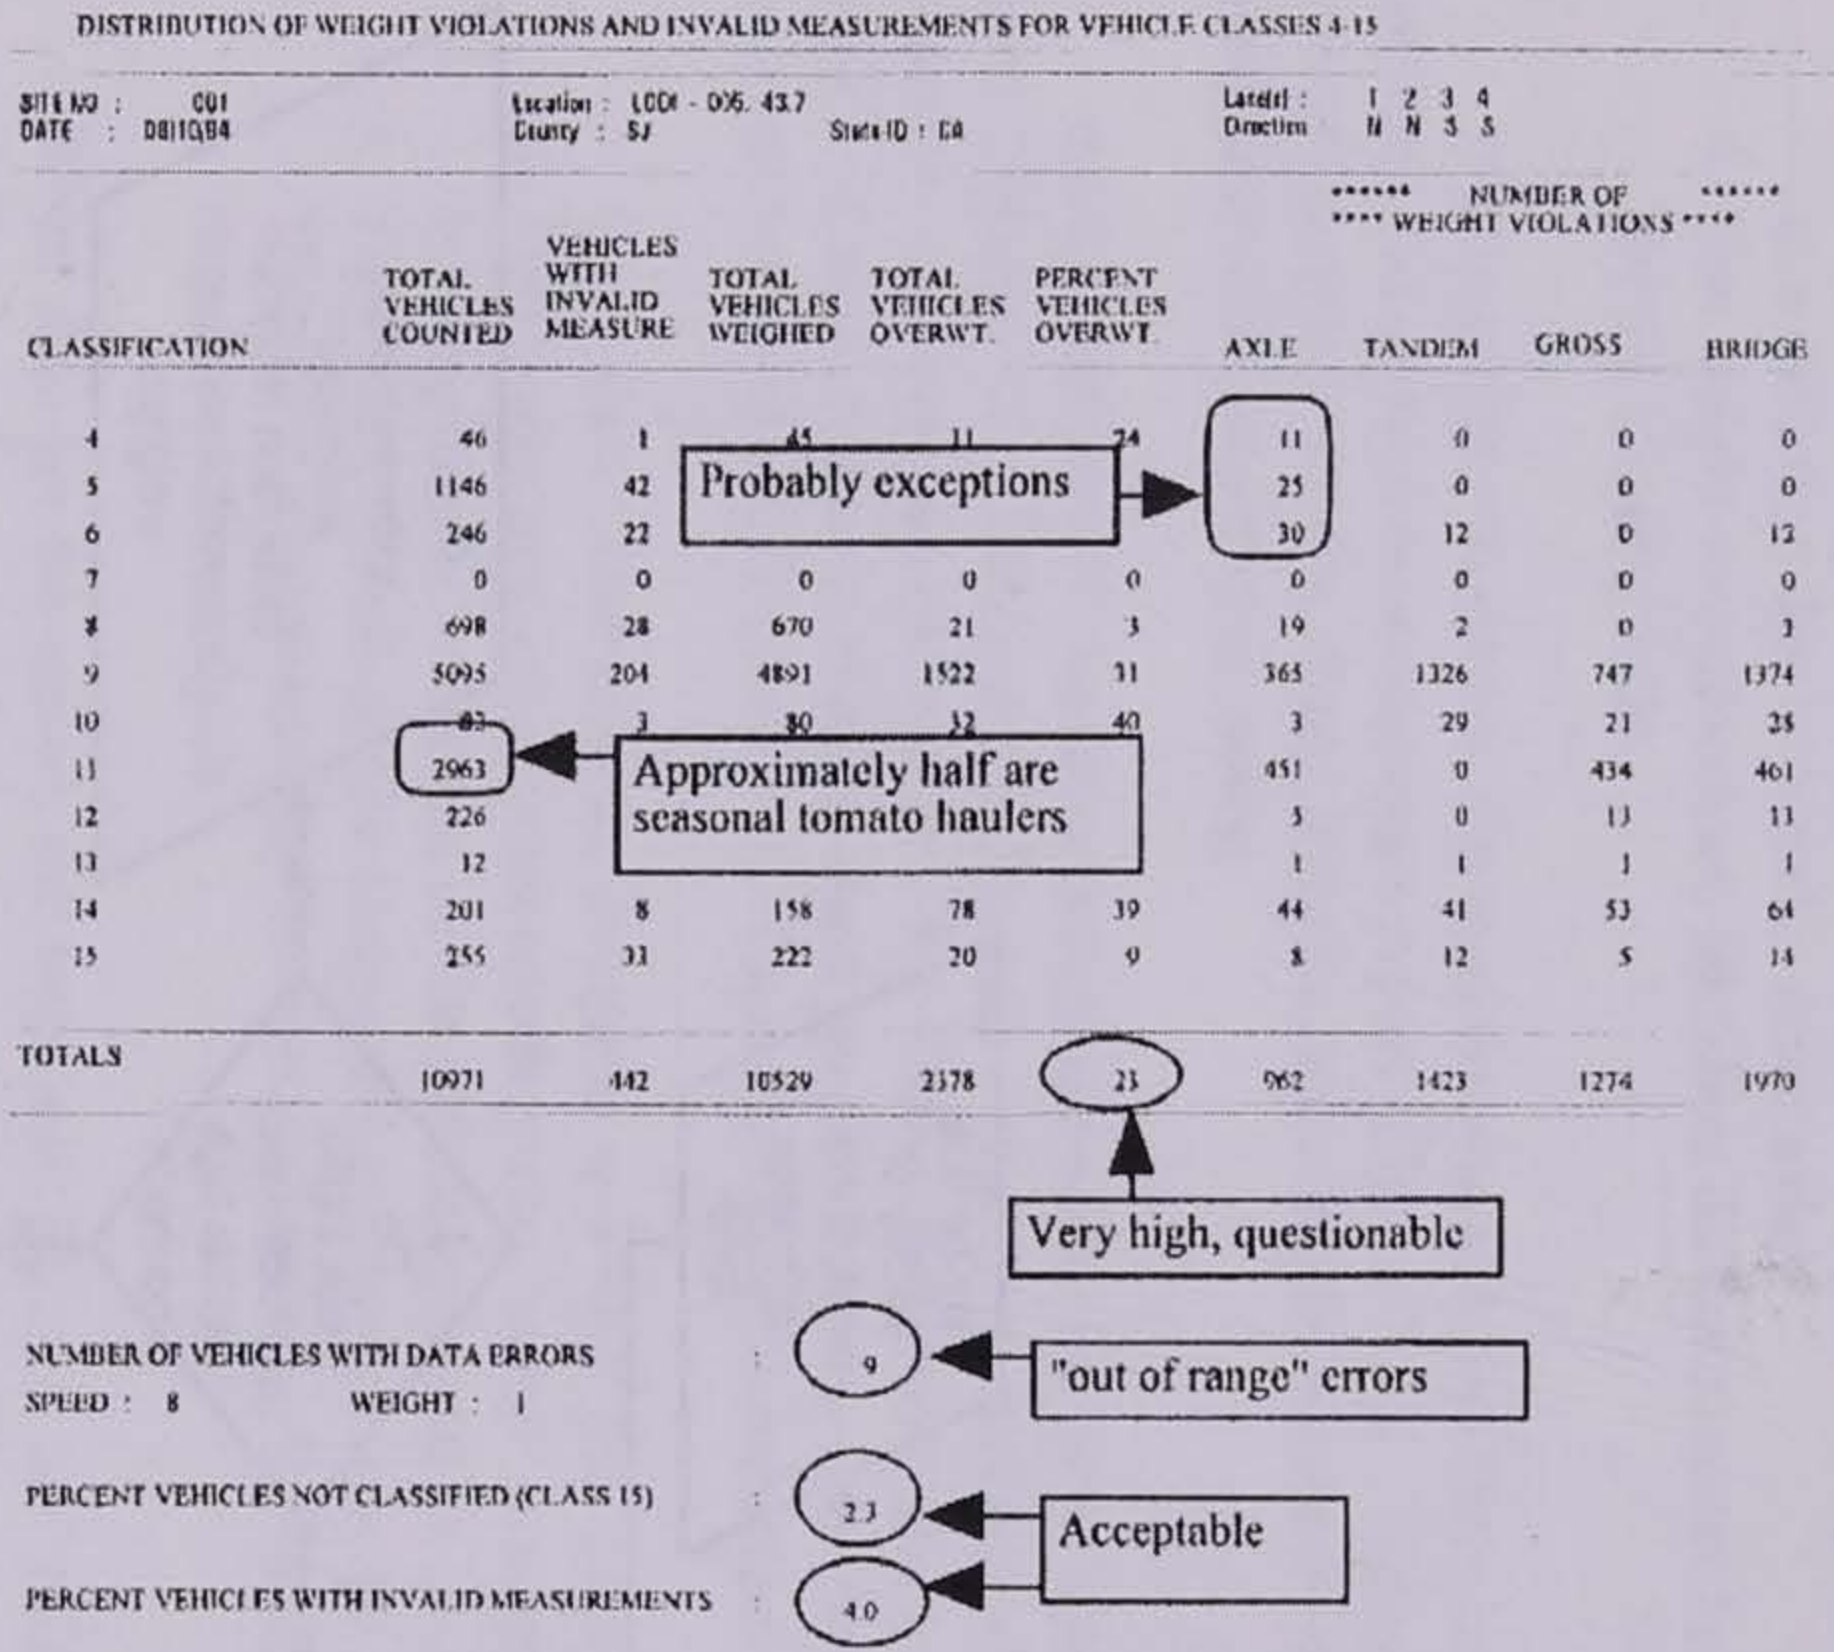 DISTRIBUTION OF WEIGHT VIOLATIONS AND INVALID MEASUREMENTS FOR VEHICLE CLASSES 4-15
SITE NO : 001 Location : LODI - 005. 43.7 Lane(s) : 1 2 3 4
DATE : County : SJ State ID : CA Direction N N S S
****** NUMBER OF ******
**** WEIGHT VIOLATIONS ****
VEHICLES
TOTAL WITH TOTAL TOTAL PERCENT
VEHICLES INVALID VEHICLES VEHICLES VEHICLES
COUNTED MEASURE WEIGHED OVERWT. OVERWT.
CLASSIFICATION AXLE TANDEM GROSS BRIDGE
4 46 1 45 11 24 11 0 0 0
5 1146 42 Probably exceptions 25 0 0 0
6 246 22 30 12 0 12
7 0 0 0 0 0 0 0 0 0
8 698 28 670 21 3 19 2 0 3
9 5095 204 4891 1522 31 365 1326 747 1374
10 83 3 80 32 40 3 29 21
11 2963 Approximately half are 451 0 434 461
12 226 seasonal tomato haulers 0 13 13
13 12 1 1 1 1
14 201 8 158 78 39 44 41 53 64
15 255 33 222 20 9 8 12 5 14
TOTALS
10971 442 10529 2378 23 962 1423 1274 1970
Very high, questionable
NUMBER OF VEHICLES WITH DATA ERRORS : 9 "out of range" errors
SPEED : 8 WEIGHT : 1
PERCENT VEHICLES NOT CLASSIFIED (CLASS 15) : 2.3
Acceptable
PERCENT VEHICLES WITH INVALID MEASUREMENTS : 4.0